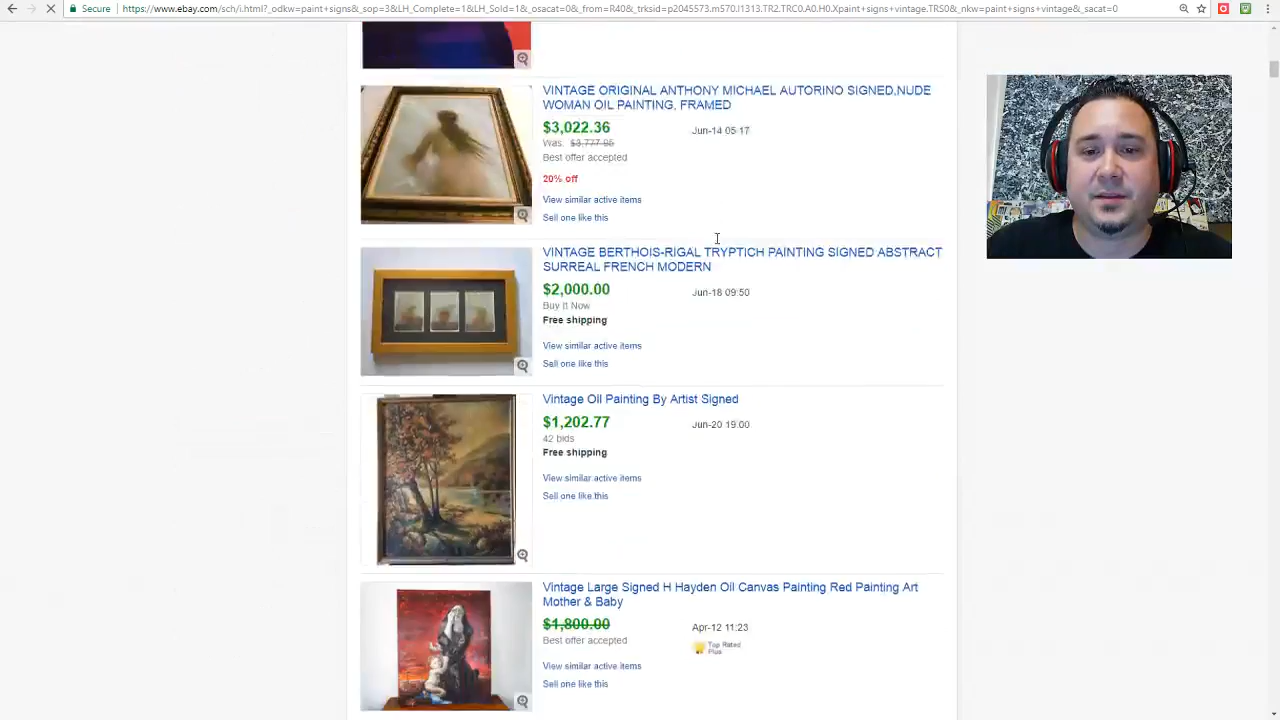 https://www.ebay.com/sch/i.html?_odkw=paint+signs&_sop=3&LH_Complete=1&LH_Sold=1&_osacat=0&_from=R40&_trksid=p2045573.m570.l1313.TR2.TRC0.A0.H0.Xpaint+signs+vintage.TRS0&_nkw=paint+signs+vintage&_sacat=0
VINTAGE ORIGINAL ANTHONY MICHAEL AUTORINO SIGNED,NUDE
WOMAN OIL PAINTING, FRAMED
$3,022.36
Jun-14 05:17
Was: $3,777.95
Best offer accepted
20% off
View similar active items
Sell one like this
VINTAGE BERTHOIS-RIGAL TRYPTICH PAINTING SIGNED ABSTRACT
SURREAL FRENCH MODERN
$2,000.00
Jun-18 09:50
Buy It Now
Free shipping
View similar active items
Sell one like this
Vintage Oil Painting By Artist Signed
$1,202.77
Jun-20 19:00
42 bids
Free shipping
View similar active items
Sell one like this
Vintage Large Signed H Hayden Oil Canvas Painting Red Painting Art
Mother & Baby
$1,800.00
Apr-12 11:23
Best offer accepted
Top Rated
Plus
View similar active items
Sell one like this